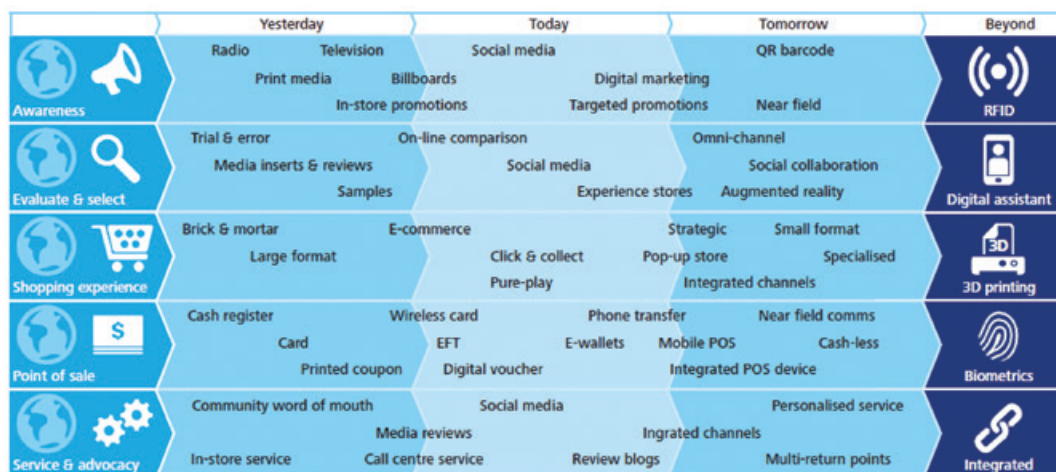 Yesterday Today Tomorrow Beyond
Radio Television Social media QR barcode
Print media Billboards Digital marketing
In-store promotions Targeted promotions Near field
Awareness RFID
Trial & error On-line comparison Omni-channel
Media inserts & reviews Social media Social collaboration
Samples Experience stores Augmented reality
Evaluate & select Digital assistant
Brick & mortar E-commerce Strategic Small format
3D
Large format Click & collect Pop-up store Specialised
Pure-play Integrated channels
Shopping experience 3D printing
Cash register Wireless card Phone transfer Near field comms
$
Card EFT E-wallets Mobile POS Cash-less
Printed coupon Digital voucher Integrated POS device
Point of sale Biometrics
Community word of mouth Social media Personalised service
Media reviews Ingrated channels
In-store service Call centre service Review blogs Multi-return points
Service & advocacy Integrated